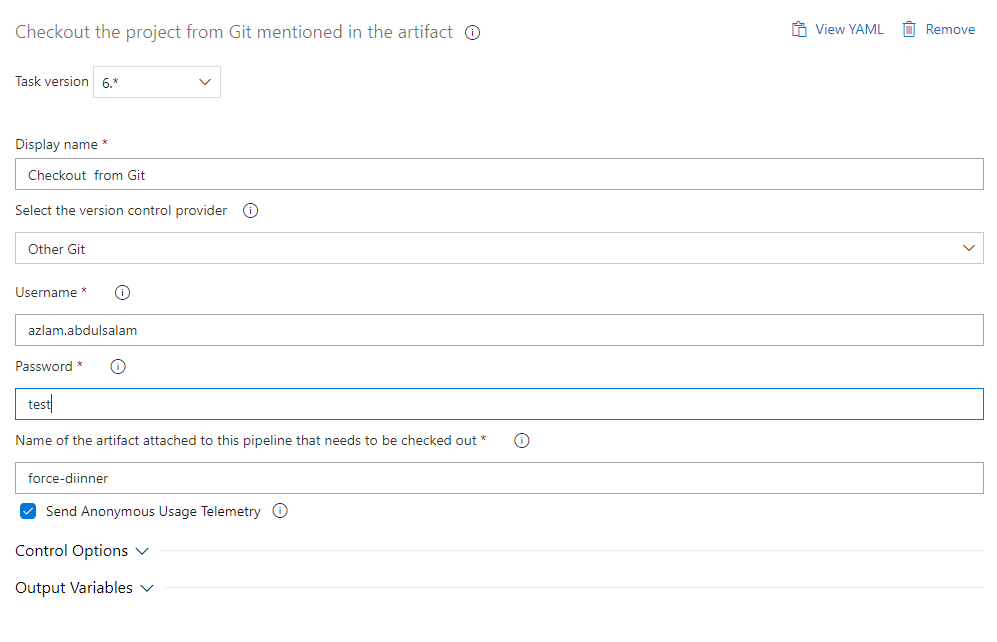 Checkout the project from Git mentioned in the artifact
View YAML Remove
Task version 6.*
Display name *
Checkout from Git
Select the version control provider
Other Git
Username *
azlam.abdulsalam
Password *
test
Name of the artifact attached to this pipeline that needs to be checked out *
force-diinner
Send Anonymous Usage Telemetry
Control Options
Output Variables